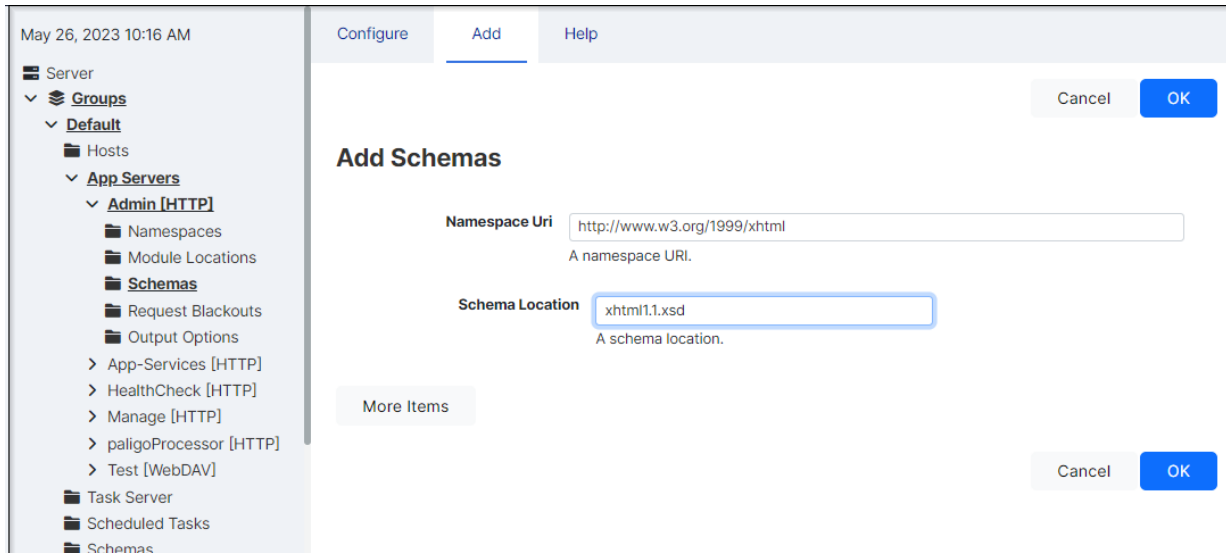 May 26, 2023 10:16 AM
Server
Groups
Default
Hosts
App Servers
Admin [HTTP]
Namespaces
Module Locations
Schemas
Request Blackouts
Output Options
App-Services [HTTP]
HealthCheck [HTTP]
Manage [HTTP]
paligoProcessor [HTTP]
Test [WebDAV]
Task Server
Scheduled Tasks
Schemas
Configure Add Help
Cancel OK
Add Schemas
Namespace Uri http://www.w3.org/1999/xhtml
A namespace URI.
Schema Location xhtml1.1.xsd
A schema location.
More Items
Cancel OK